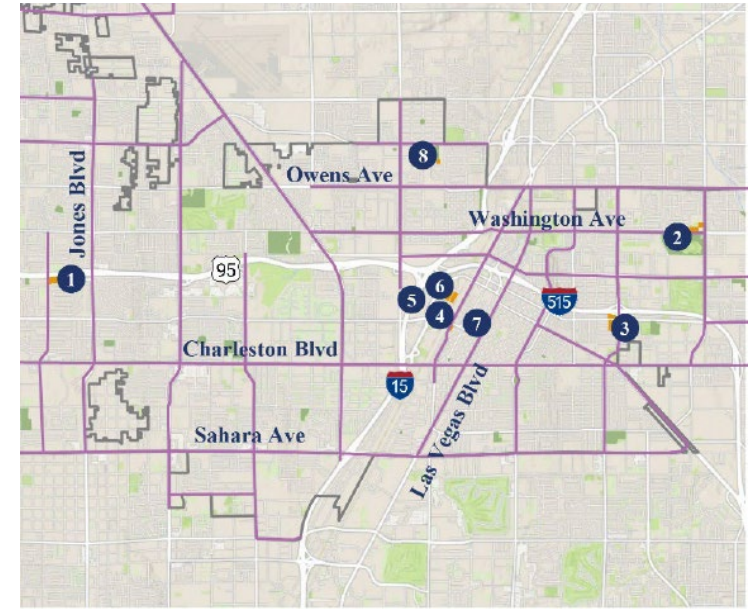 8
Owens Ave
Jones Blvd
Washington Ave
2
95
1
6
5
515
4
7
3
Charleston Blvd
15
Las Vegas Blvd
Sahara Ave